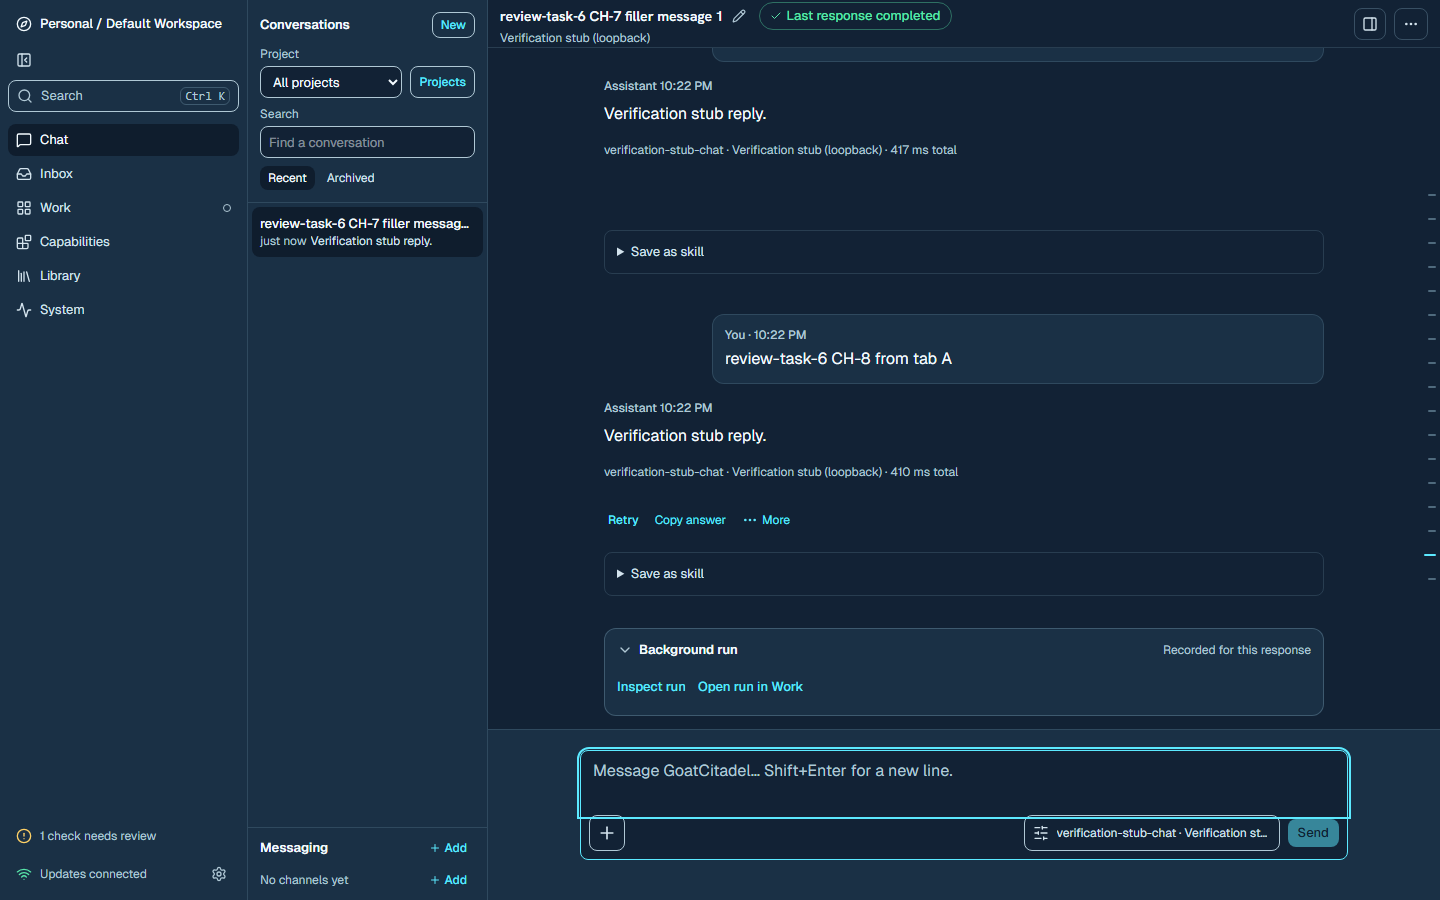 Personal / Default Workspace
Search
Ctrl K
Chat
Inbox
Work
Capabilities
Library
System
1 check needs review
Updates connected
Conversations
New
Project
All projects
Projects
Search
Find a conversation
Recent
Archived
review-task-6 CH-7 filler messag...
just now Verification stub reply.
Messaging
+ Add
No channels yet
+ Add
review-task-6 CH-7 filler message 1
Last response completed
Verification stub (loopback)
Assistant 10:22 PM
Verification stub reply.
verification-stub-chat · Verification stub (loopback) · 417 ms total
Save as skill
You · 10:22 PM
review-task-6 CH-8 from tab A
Assistant 10:22 PM
Verification stub reply.
verification-stub-chat · Verification stub (loopback) · 410 ms total
Retry
Copy answer
··· More
Save as skill
Background run
Recorded for this response
Inspect run
Open run in Work
Message GoatCitadel... Shift+Enter for a new line.
verification-stub-chat · Verification st...
Send